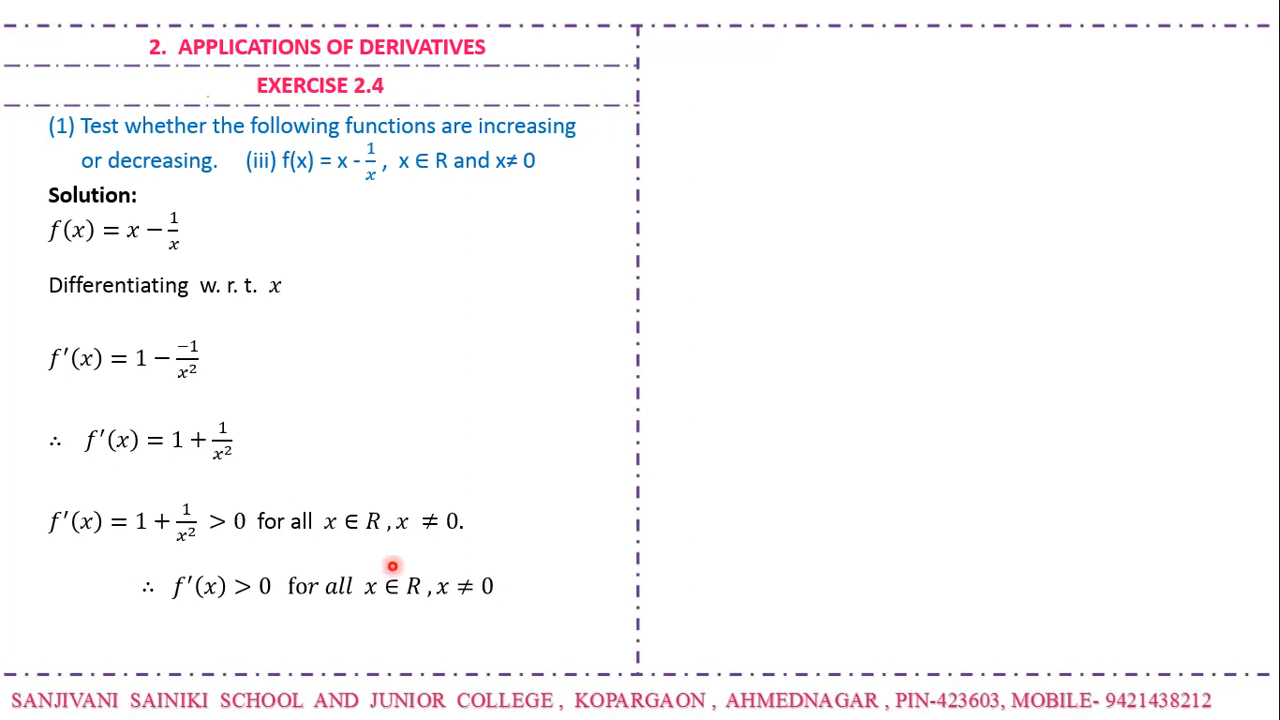 2. APPLICATIONS OF DERIVATIVES
EXERCISE 2.4
(1) Test whether the following functions are increasing
or decreasing. (iii) f(x) = x - 1/x , x ∈ R and x≠ 0
Solution:
f(x) = x − 1/x
Differentiating w. r. t. x
f′(x) = 1 − −1/x²
∴ f′(x) = 1 + 1/x²
f′(x) = 1 + 1/x² > 0 for all x ∈ R , x ≠ 0.
∴ f′(x) > 0 for all x ∈ R , x ≠ 0
SANJIVANI SAINIKI SCHOOL AND JUNIOR COLLEGE , KOPARGAON , AHMEDNAGAR , PIN-423603, MOBILE- 9421438212